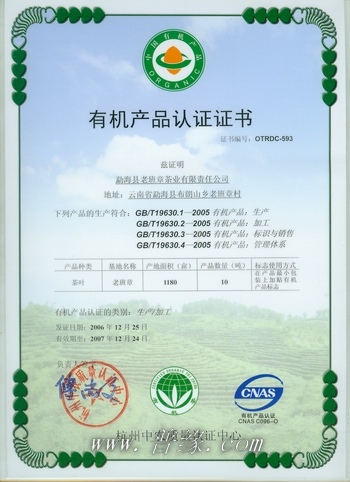 中国有机产品
ORGANIC
有机产品认证证书
证书编号：OTRDC-593
兹证明
勐海县老班章茶业有限责任公司
地址：云南省勐海县布朗山乡老班章村
下列产品的生产符合：GB/T19630.1—2005 有机产品：生产
GB/T19630.2—2005 有机产品：加工
GB/T19630.3—2005 有机产品：标识与销售
GB/T19630.4—2005 有机产品：管理体系
产品种类 基地名称 产地面积（亩） 产品数量（吨） 标志使用方式
茶叶 老班章 1180 10 在产品最小包装上加贴有机产品标志
有机产品认证的类别：生产/加工
发证日期：2006 年 12 月 25 日
有效期至：2007 年 12 月 24 日
负责人
CNAS
有机产品认证
CNAS C096-O
杭州中农质量认证中心